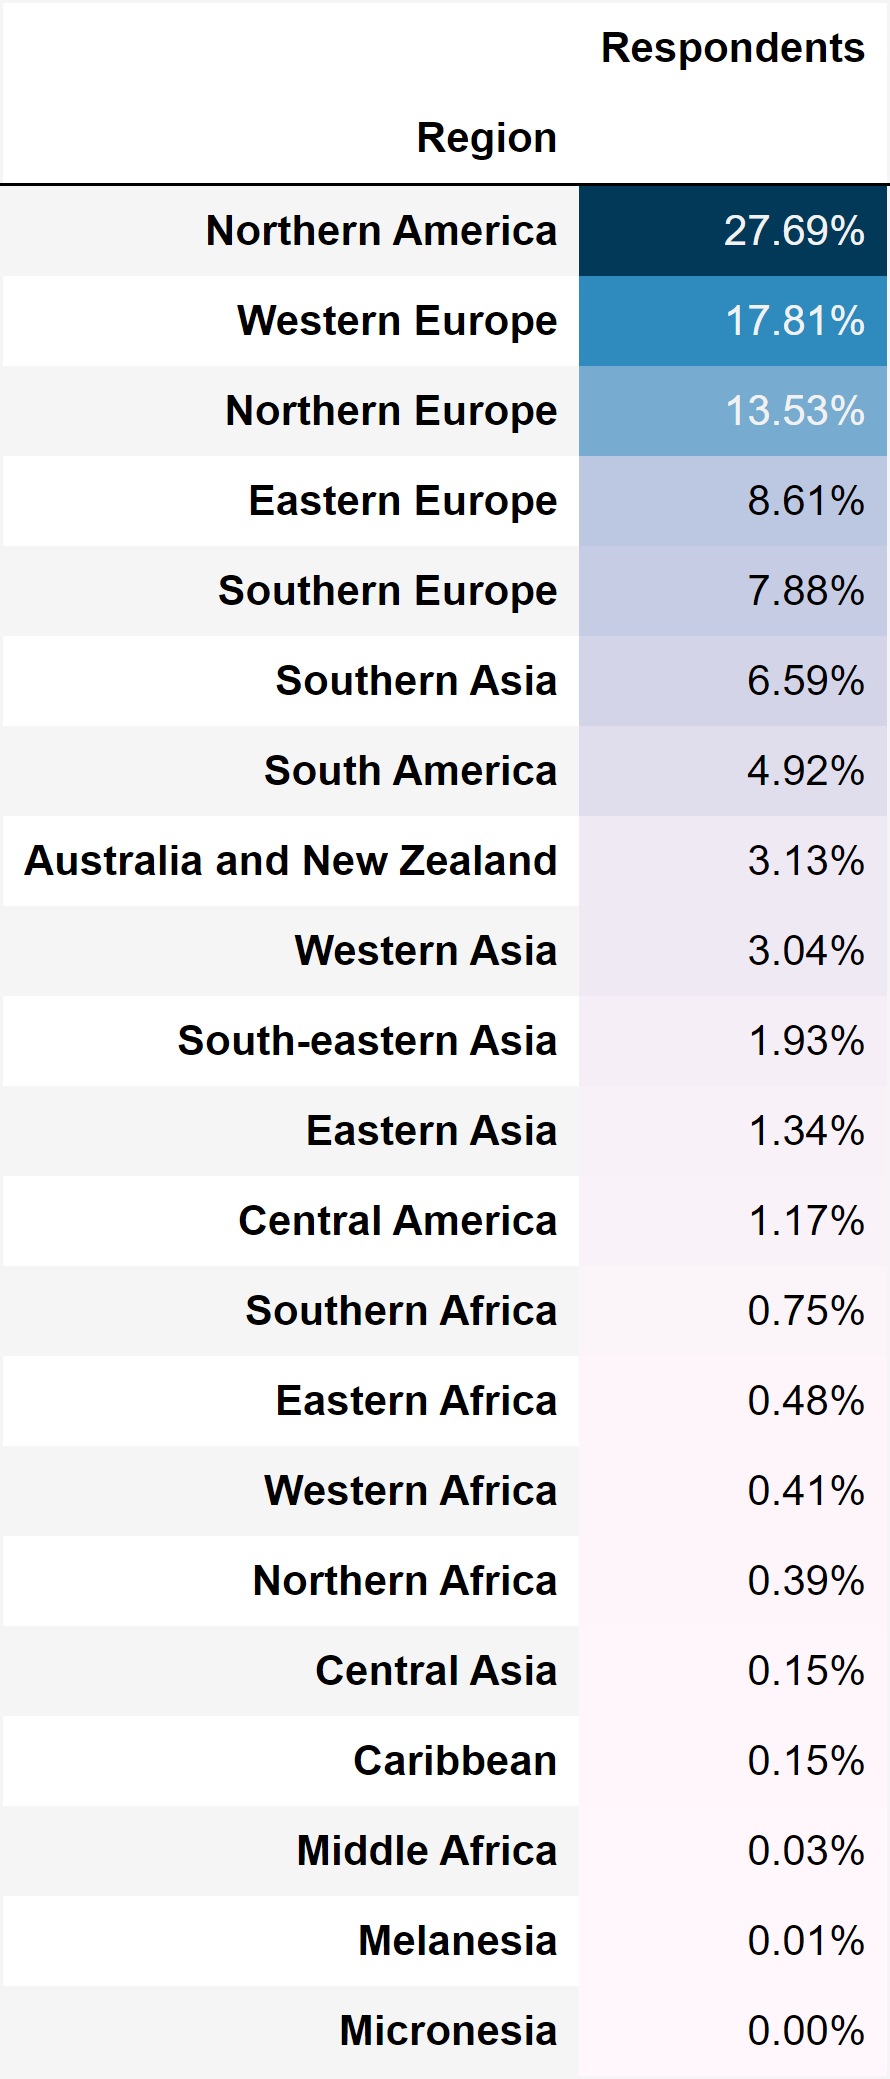 Respondents
Region
Northern America 27.69%
Western Europe 17.81%
Northern Europe 13.53%
Eastern Europe 8.61%
Southern Europe 7.88%
Southern Asia 6.59%
South America 4.92%
Australia and New Zealand 3.13%
Western Asia 3.04%
South-eastern Asia 1.93%
Eastern Asia 1.34%
Central America 1.17%
Southern Africa 0.75%
Eastern Africa 0.48%
Western Africa 0.41%
Northern Africa 0.39%
Central Asia 0.15%
Caribbean 0.15%
Middle Africa 0.03%
Melanesia 0.01%
Micronesia 0.00%